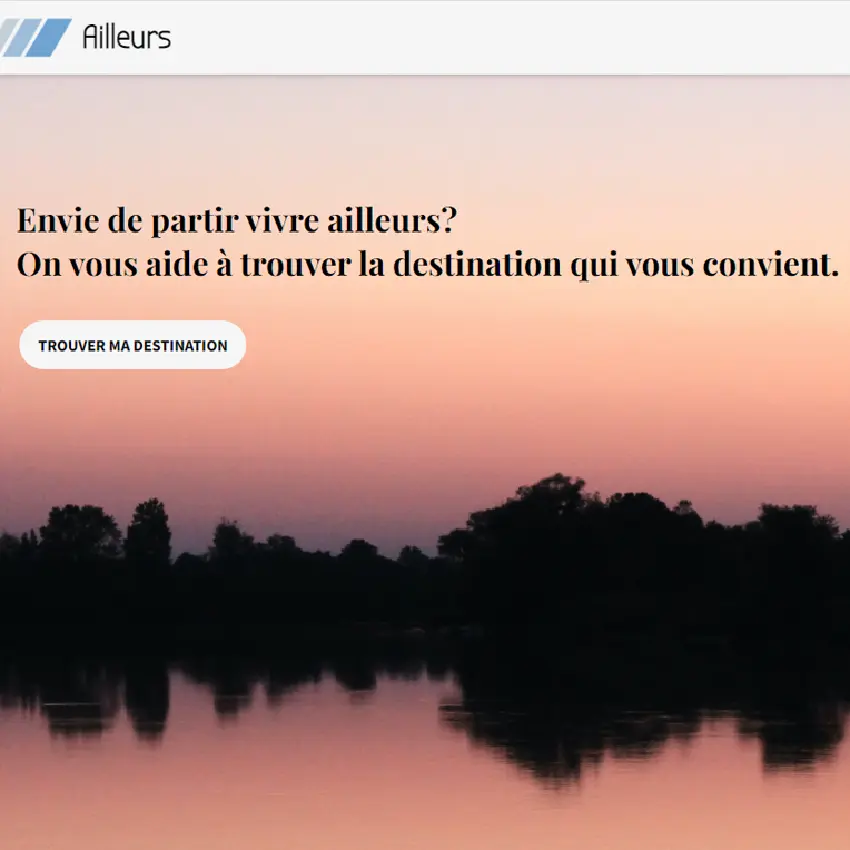 Ailleurs
Envie de partir vivre ailleurs?
On vous aide à trouver la destination qui vous convient.
TROUVER MA DESTINATION